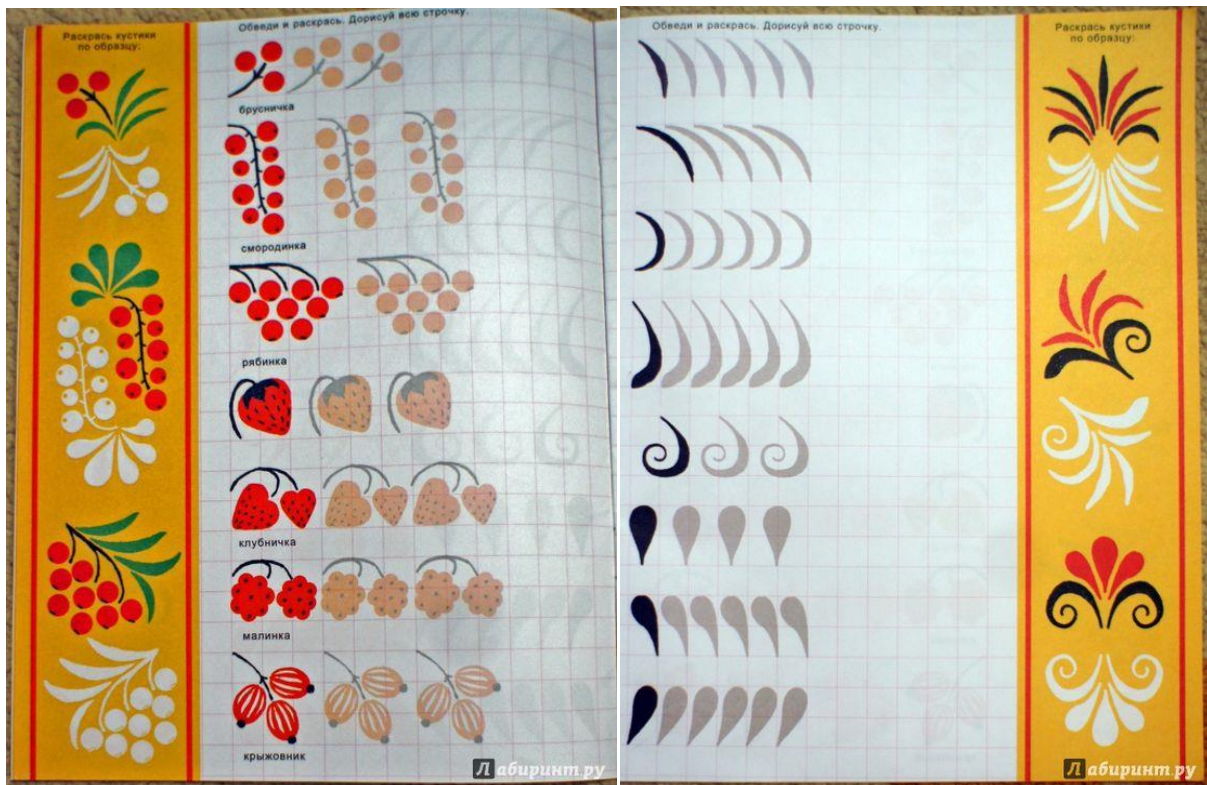 Раскрась кустики
по образцу:
Обведи и раскрась. Дорисуй всю строчку.
брусничка
смородинка
рябинка
клубничка
малинка
крыжовник
Лабиринт.ру
Обведи и раскрась. Дорисуй всю строчку.
Раскрась кустики
по образцу:
Лабиринт.ру